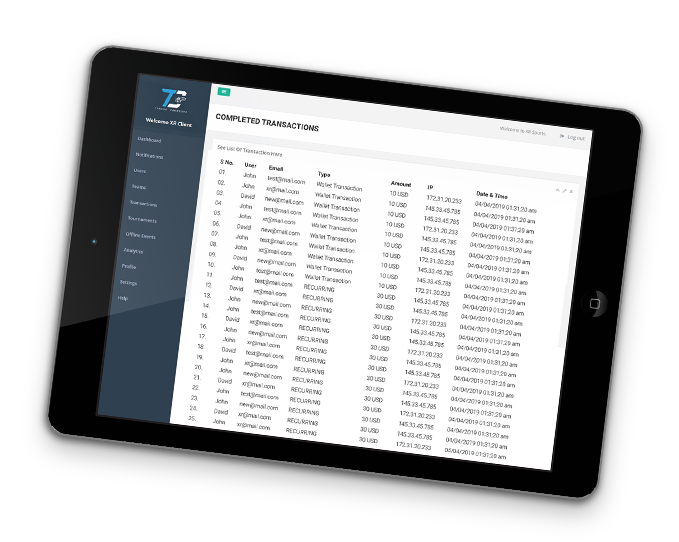 7B
Welcome XR Client
Dashboard
Notifications
Users
Teams
Transactions
Tournaments
Offline Events
Analytics
Profile
Settings
Help
Welcome to XR Sports.
Log out
COMPLETED TRANSACTIONS
See List Of Transaction Here
S No. User Email Type Amount IP Date & Time
01. John test@mail.com Wallet Transaction 10 USD 172.31.20.233 04/04/2019 01:31:20 am
02. John xr@mail.com Wallet Transaction 10 USD 145.33.45.785 04/04/2019 01:31:20 am
03. David new@mail.com Wallet Transaction 10 USD 145.33.45.785 04/04/2019 01:31:20 am
04 John test@mail.com Wallet Transaction 10 USD 172.31.20.233 04/04/2019 01:31:20 am
05. John xr@mail.com Wallet Transaction 10 USD 145.33.45.785 04/04/2019 01:31:20 am
06. David new@mail.com Wallet Transaction 10 USD 145.33.45.785 04/04/2019 01:31:20 am
07. John test@mail.com Wallet Transaction 10 USD 172.31.20.233 04/04/2019 01:31:20 am
08. John xr@mail.com Wallet Transaction 10 USD 145.33.45.785 04/04/2019 01:31:20 am
09. David new@mail.com Wallet Transaction 10 USD 145.33.45.785 04/04/2019 01:31:20 am
10. John test@mail.com Wallet Transaction 10 USD 172.31.20.233 04/04/2019 01:31:20 am
11. John test@mail.com RECURRING 30 USD 145.33.45.785 04/04/2019 01:31:20 am
12. David xr@mail.com RECURRING 30 USD 145.33.45.785 04/04/2019 01:31:20 am
13. John new@mail.com RECURRING 30 USD 172.31.20.233 04/04/2019 01:31:20 am
14. John test@mail.com RECURRING 30 USD 145.33.45.785 04/04/2019 01:31:20 am
15. David xr@mail.com RECURRING 30 USD 145.33.45.785 04/04/2019 01:31:20 am
16. John new@mail.com RECURRING 30 USD 172.31.20.233 04/04/2019 01:31:20 am
17. John xr@mail.com RECURRING 30 USD 145.33.45.785 04/04/2019 01:31:20 am
18. David test@mail.com RECURRING 30 USD 145.33.45.785 04/04/2019 01:31:20 am
19. John xr@mail.com RECURRING 30 USD 172.31.20.233 04/04/2019 01:31:20 am
20. John new@mail.com RECURRING 30 USD 145.33.45.785 04/04/2019 01:31:20 am
21. David xr@mail.com RECURRING 30 USD 145.33.45.785 04/04/2019 01:31:20 am
22. John test@mail.com RECURRING 30 USD 172.31.20.233 04/04/2019 01:31:20 am
23. John new@mail.com RECURRING 30 USD 145.33.45.785 04/04/2019 01:31:20 am
24. David xr@mail.com RECURRING 30 USD 145.33.45.785 04/04/2019 01:31:20 am
25. John xr@mail.com RECURRING 30 USD 172.31.20.233 04/04/2019 01:31:20 am